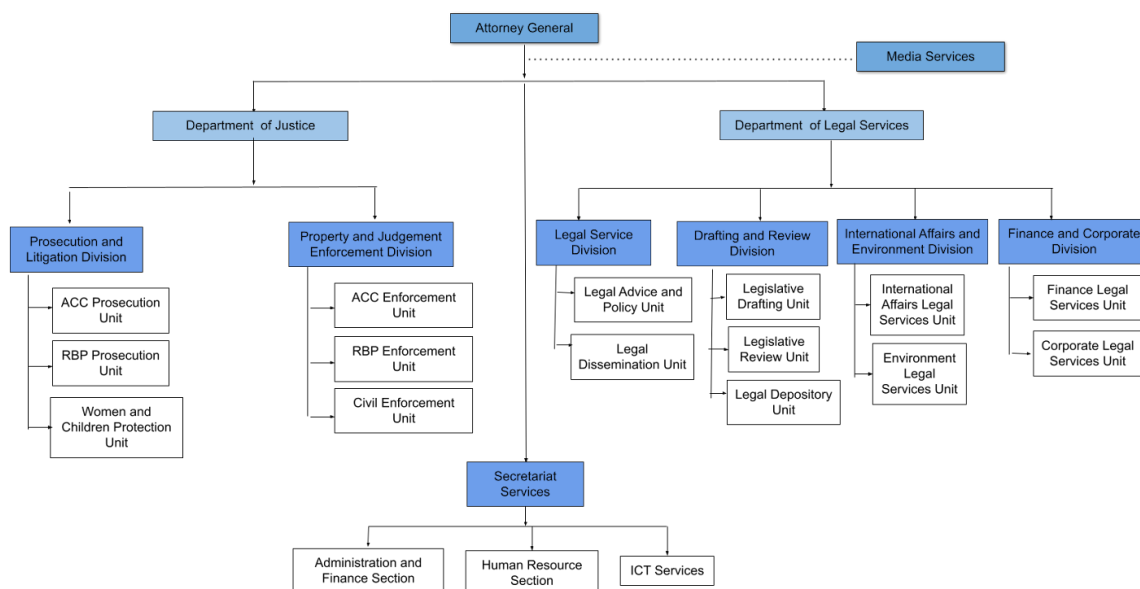 Attorney General
Media Services
Department of Justice
Department of Legal Services
Prosecution and
Litigation Division
Property and Judgement
Enforcement Division
Legal Service
Division
Drafting and Review
Division
International Affairs and
Environment Division
Finance and Corporate
Division
ACC Prosecution
Unit
RBP Prosecution
Unit
Women and
Children Protection
Unit
ACC Enforcement
Unit
RBP Enforcement
Unit
Civil Enforcement
Unit
Legal Advice and
Policy Unit
Legal
Dissemination Unit
Legislative
Drafting Unit
Legislative
Review Unit
Legal Depository
Unit
International
Affairs Legal
Services Unit
Environment
Legal
Services Unit
Finance Legal
Services Unit
Corporate Legal
Services Unit
Secretariat
Services
Administration and
Finance Section
Human Resource
Section
ICT Services